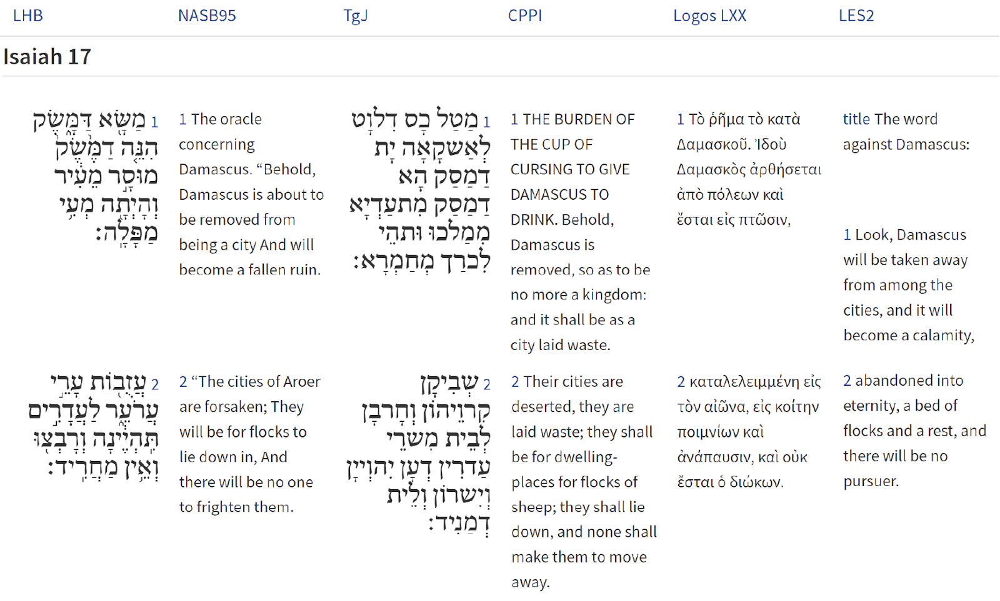 LHB NASB95 TgJ CPPI Logos LXX LES2
Isaiah 17
1 מַשָּׂ֖א דַּמָּ֑שֶׂק
הִנֵּ֤ה דַמֶּ֙שֶׂק֙
מוּסָ֣ר מֵעִ֔יר
וְהָיְתָ֖ה מְעִ֥י
מַפָּלָֽה׃
1 The oracle
concerning
Damascus. “Behold,
Damascus is about to
be removed from
being a city And will
become a fallen ruin.
1 מַטַל כָס דִלוָט
לְאַשקָאָה יָת
דַמַסַק הָא
דַמַסַק מִתעַדְיָא
מִמַלכוּ וּתהֵי
לִכרַך מְחַמְרָא׃
1 THE BURDEN OF
THE CUP OF
CURSING TO GIVE
DAMASCUS TO
DRINK. Behold,
Damascus is
removed, so as to be
no more a kingdom:
and it shall be as a
city laid waste.
1 Τὸ ῥῆμα τὸ κατὰ
Δαμασκοῦ. Ἰδοὺ
Δαμασκὸς ἀρθήσεται
ἀπὸ πόλεων καὶ
ἔσται εἰς πτῶσιν,
title The word
against Damascus:
1 Look, Damascus
will be taken away
from among the
cities, and it will
become a calamity,
2 עֲזֻב֖וֹת עָרֵ֣י
עֲרֹעֵ֑ר לַעֲדָרִ֣ים
תִּֽהְיֶ֔ינָה וְרָבְצ֖וּ
וְאֵ֥ין מַחֲרִֽיד׃
2 “The cities of Aroer
are forsaken; They
will be for flocks to
lie down in, And
there will be no one
to frighten them.
2 שְבִיקָן
קִרוֵיהוֹן וְחָרבָן
לְבֵית מִשרֵי
עַדרִין דְעָן יִהוְיָין
וְיִשרוֹן וְלֵית
דְמַנִיד׃
2 Their cities are
deserted, they are
laid waste; they shall
be for dwelling-
places for flocks of
sheep; they shall lie
down, and none shall
make them to move
away.
2 καταλελειμμένη εἰς
τὸν αἰῶνα, εἰς κοίτην
ποιμνίων καὶ
ἀνάπαυσιν, καὶ οὐκ
ἔσται ὁ διώκων.
2 abandoned into
eternity, a bed of
flocks and a rest, and
there will be no
pursuer.